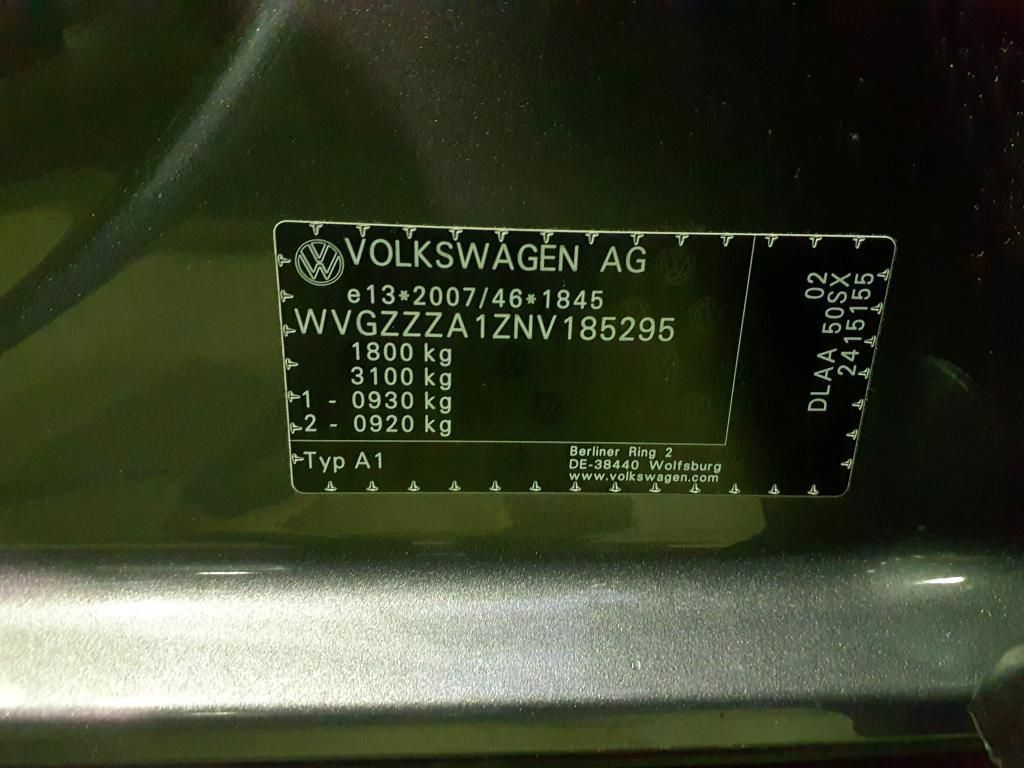 VOLKSWAGEN AG
e13*2007/46*1845
WVGZZZA1ZNV185295
1800 kg
3100 kg
1 - 0930 kg
2 - 0920 kg
Typ A1
Berliner Ring 2
DE-38440 Wolfsburg
www.volkswagen.com
02
DLAA 50SX
2415155